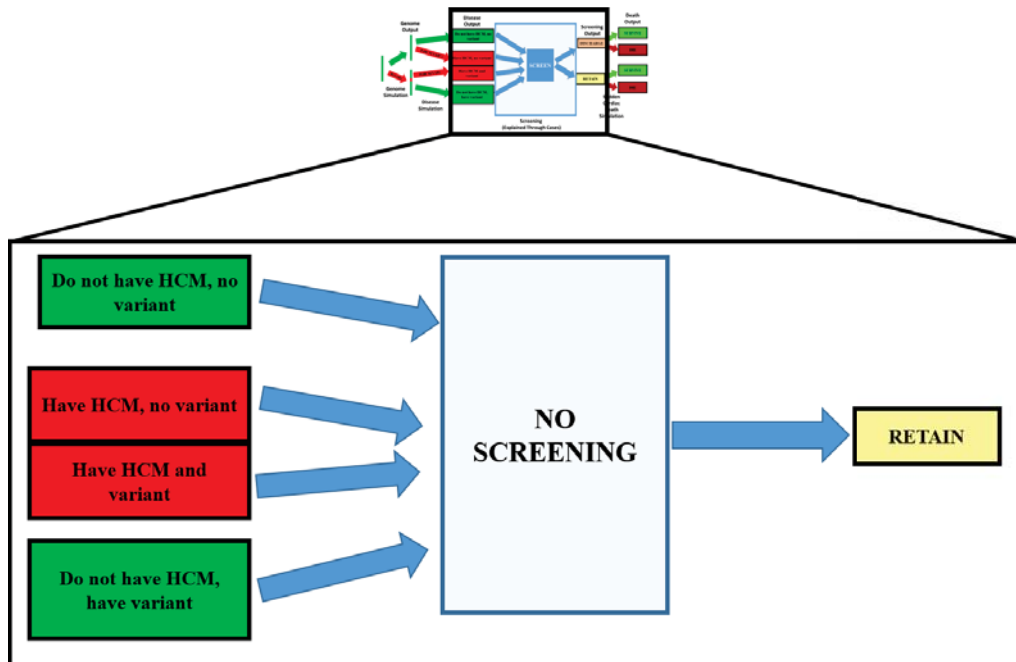 Genome
Output
Disease
Output
Screening
Output
Death
Output
SCREEN
RETAIN
Genome
Simulation
Disease
Simulation
Screening
(Explained Through Cases)
Do not have HCM, no
variant
Have HCM, no variant
Have HCM and
variant
Do not have HCM,
have variant
NO
SCREENING
RETAIN